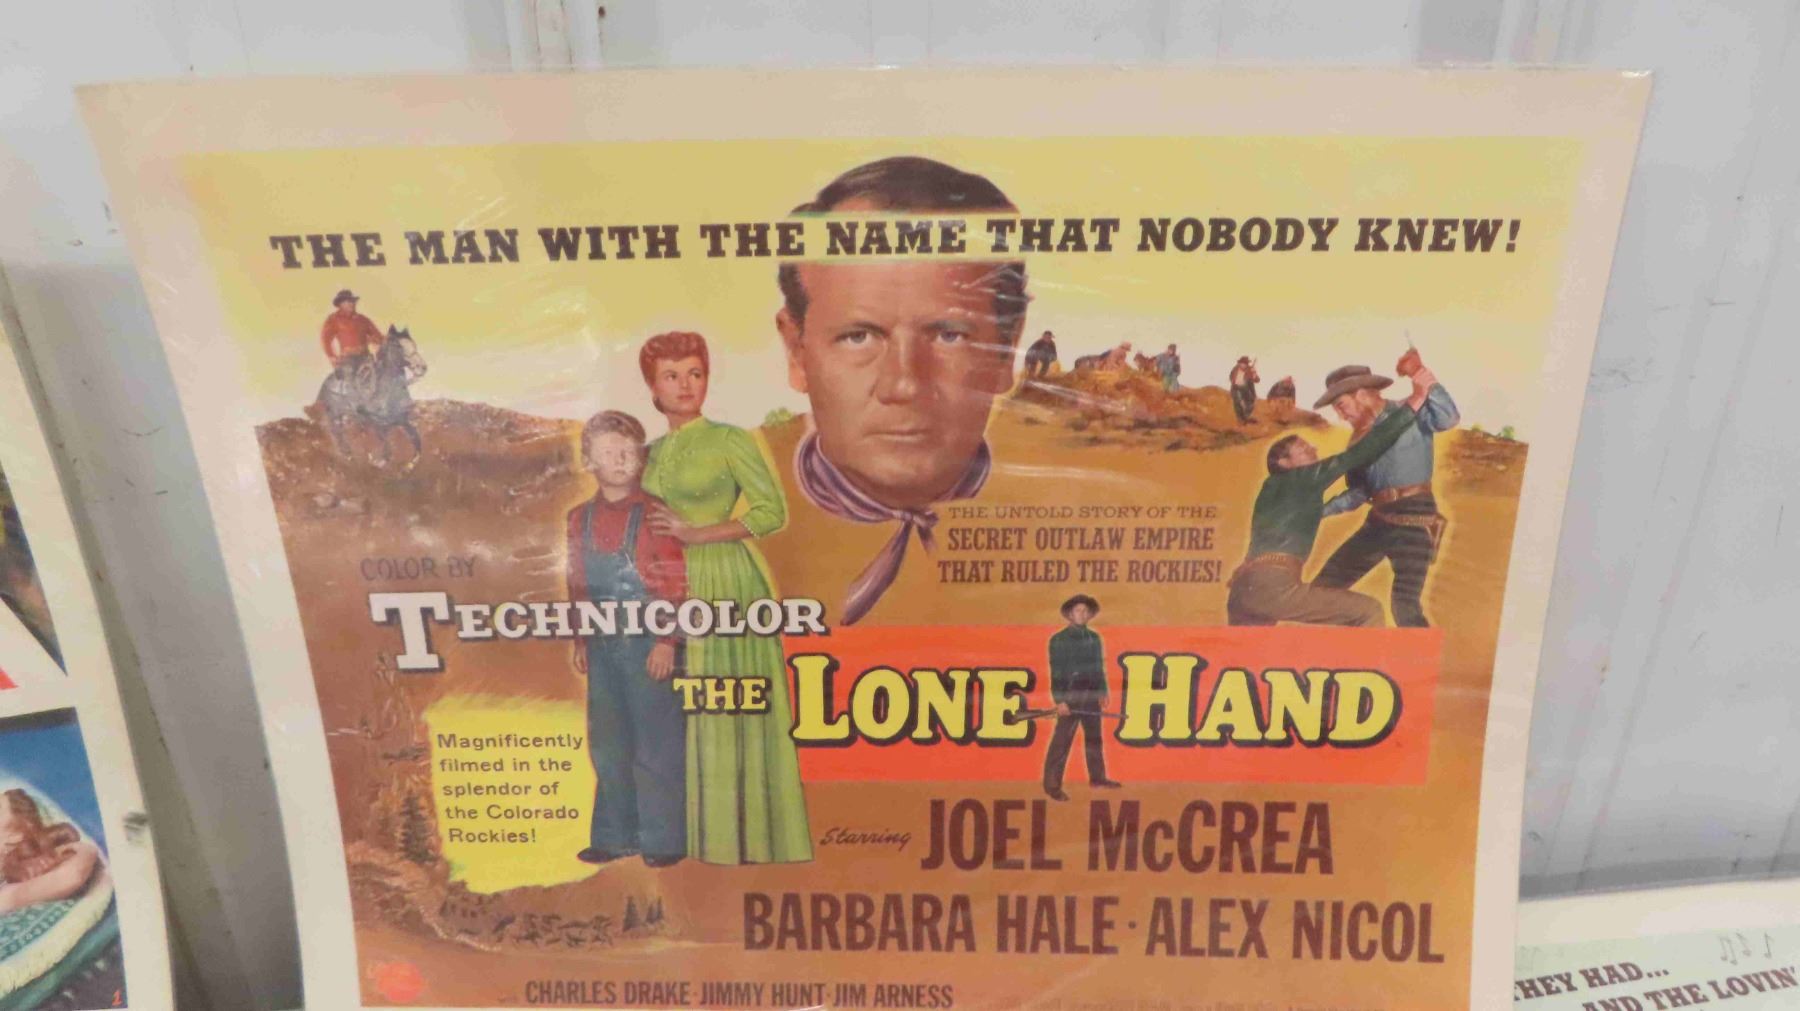 THE MAN WITH THE NAME THAT NOBODY KNEW!
THE UNTOLD STORY OF THE
SECRET OUTLAW EMPIRE
THAT RULED THE ROCKIES!
COLOR BY
TECHNICOLOR
THE LONE HAND
Magnificently
filmed in the
splendor of
the Colorado
Rockies!
Starring JOEL McCREA
BARBARA HALE · ALEX NICOL
CHARLES DRAKE · JIMMY HUNT · JIM ARNESS
THEY HAD...
AND THE LOVIN'
1